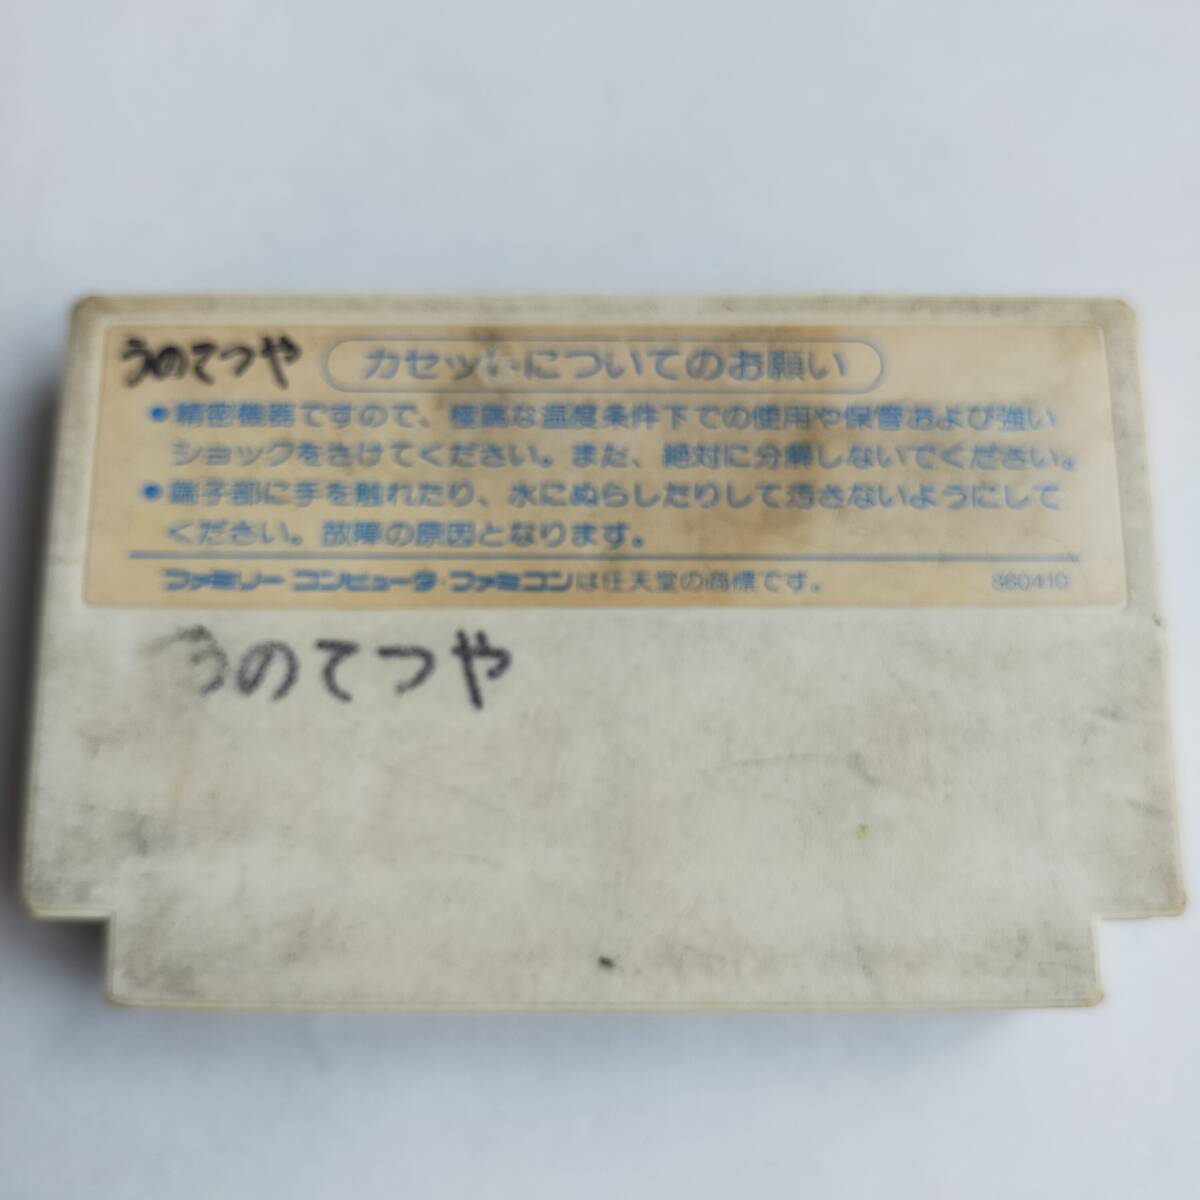 うのてつや
カセットについてのお願い
●精密機器ですので、極端な温度条件下での使用や保管および強い
ショックをさけてください。また、絶対に分解しないでください。
●端子部に手を触れたり、水にぬらしたりして汚さないようにして
ください。故障の原因となります。
ファミリーコンピュータ・ファミコンは任天堂の商標です。 860410
うのてつや